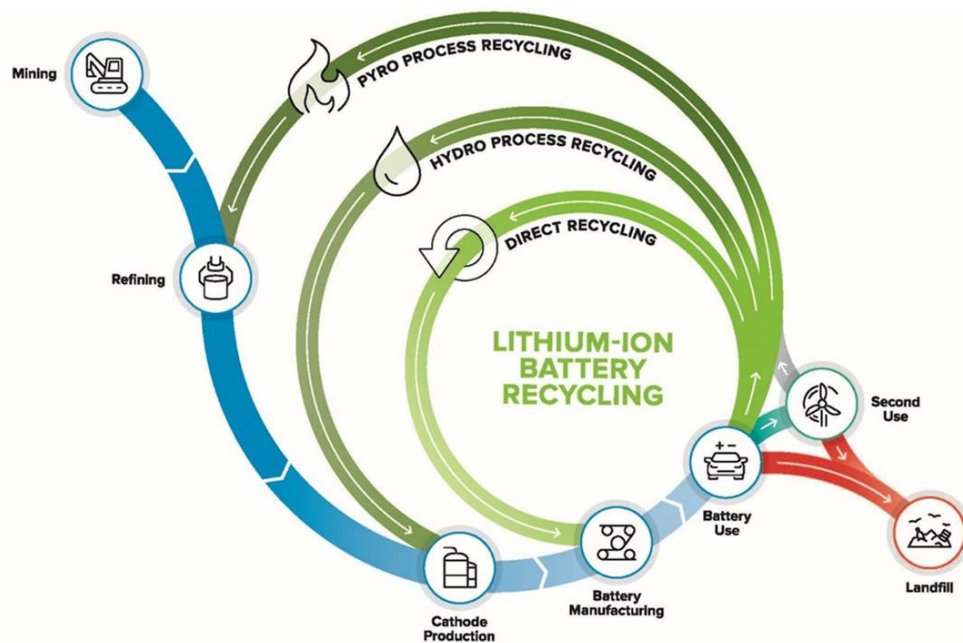 Mining
PYRO PROCESS RECYCLING
HYDRO PROCESS RECYCLING
DIRECT RECYCLING
Refining
LITHIUM-ION
BATTERY
RECYCLING
Second
Use
+ −
Battery
Use
Landfill
Battery
Manufacturing
Cathode
Production